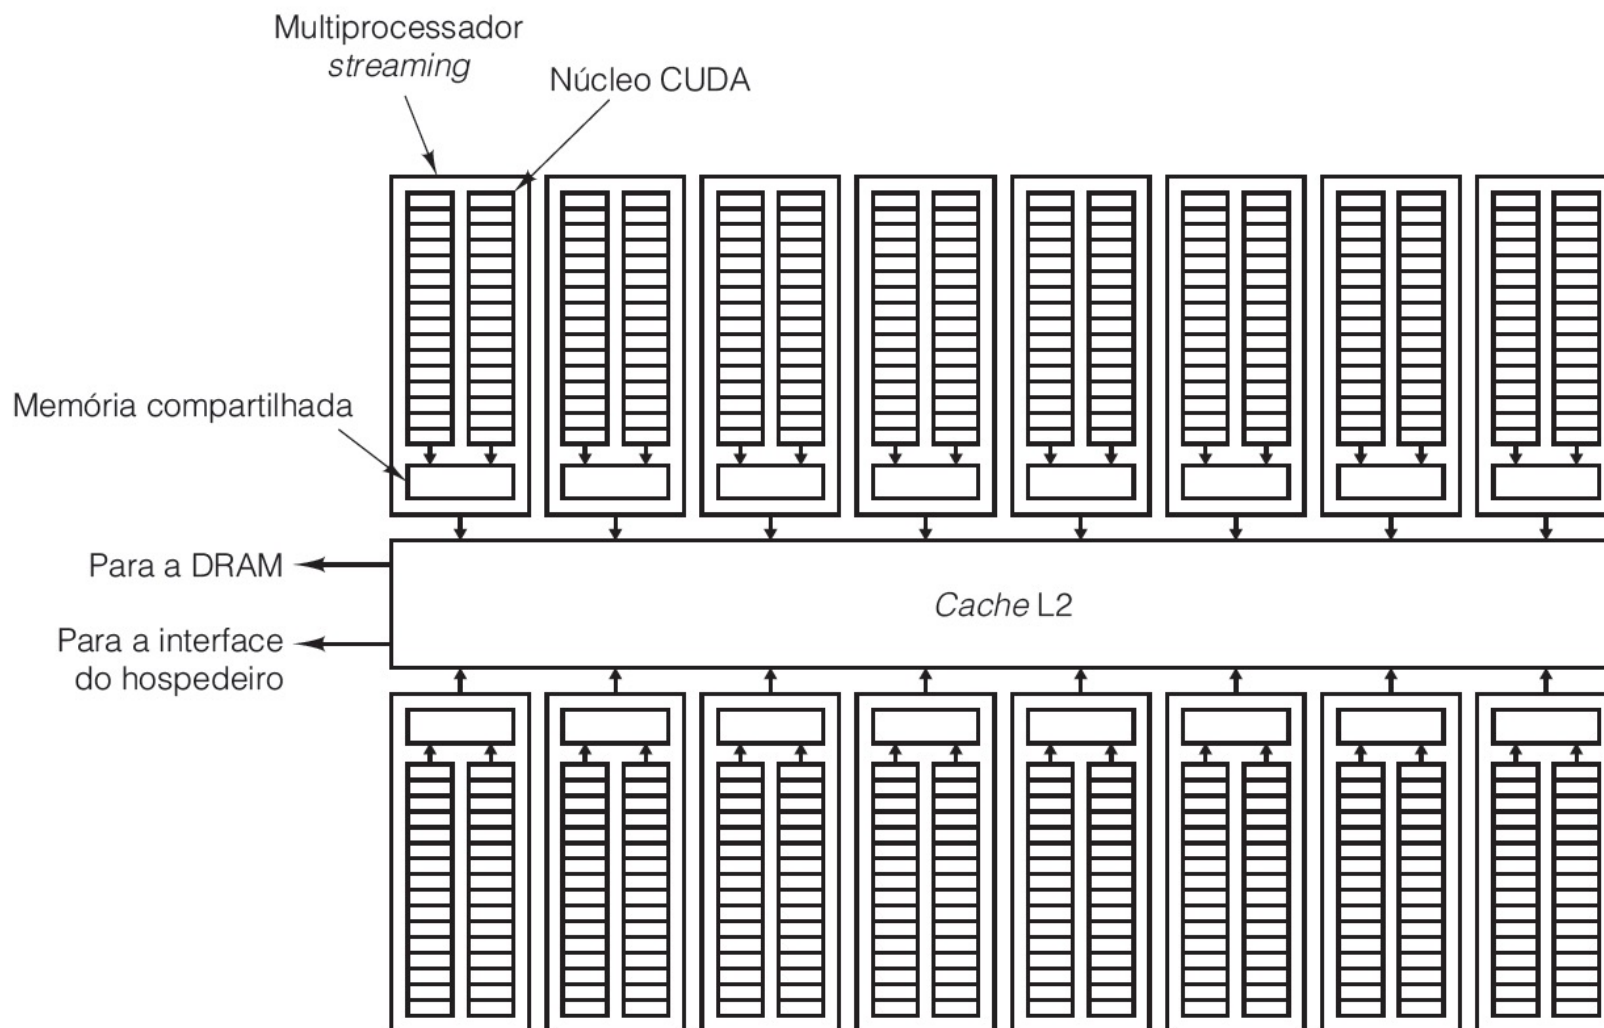 Multiprocessador
streaming
Núcleo CUDA
Memória compartilhada
Para a DRAM
Cache L2
Para a interface
do hospedeiro